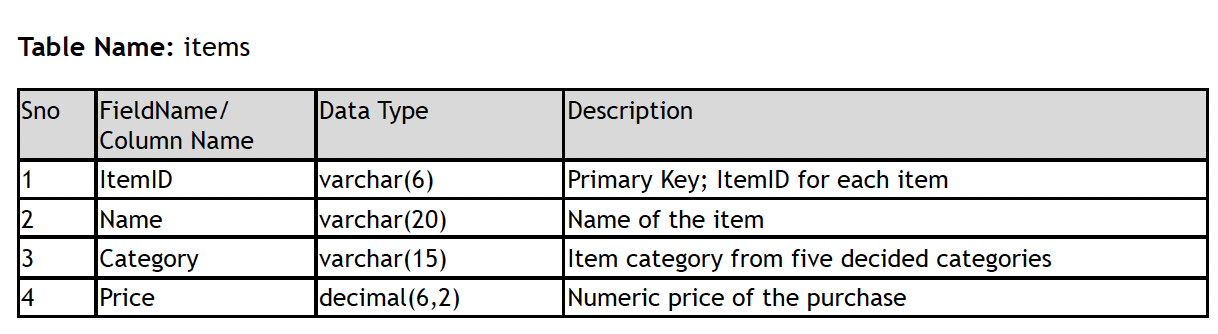 Table Name: items
Sno FieldName/ Data Type Description
Column Name
1 ItemID varchar(6) Primary Key; ItemID for each item
2 Name varchar(20) Name of the item
3 Category varchar(15) Item category from five decided categories
4 Price decimal(6,2) Numeric price of the purchase